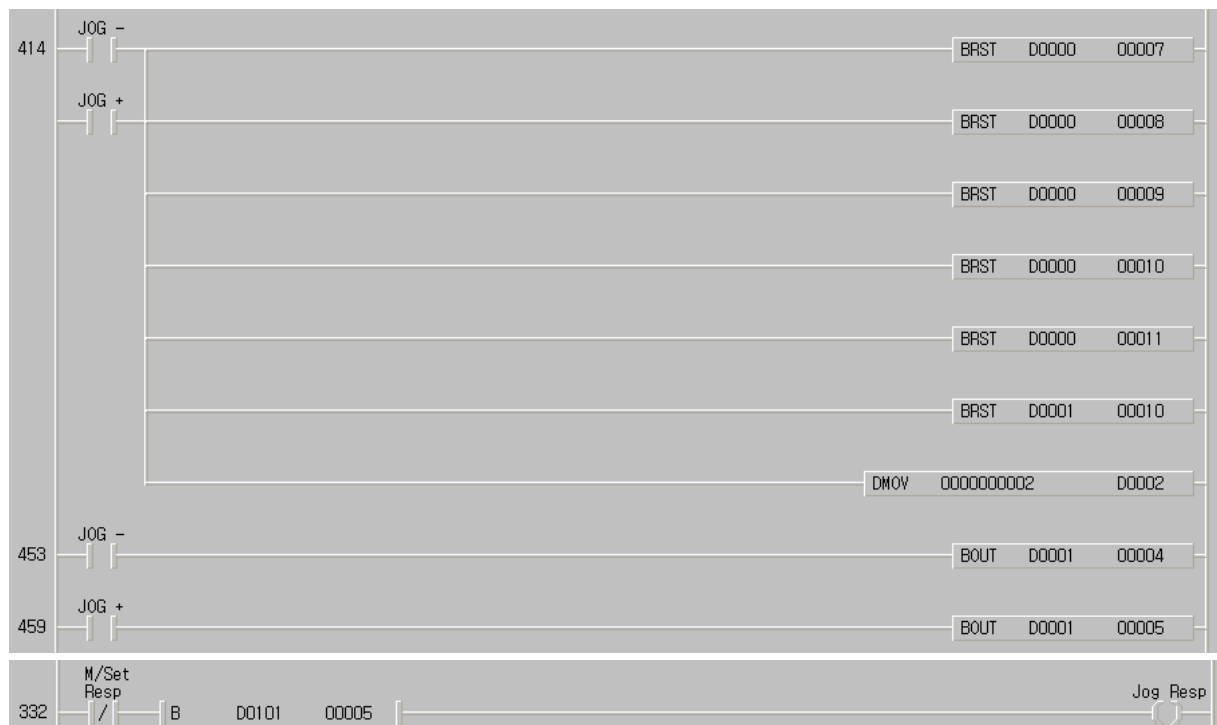 JOG -
414 BRST D0000 00007
JOG +
BRST D0000 00008
BRST D0000 00009
BRST D0000 00010
BRST D0000 00011
BRST D0001 00010
DMOV 0000000002 D0002
JOG -
453 BOUT D0001 00004
JOG +
459 BOUT D0001 00005
M/Set
Resp Jog Resp
332 B D0101 00005